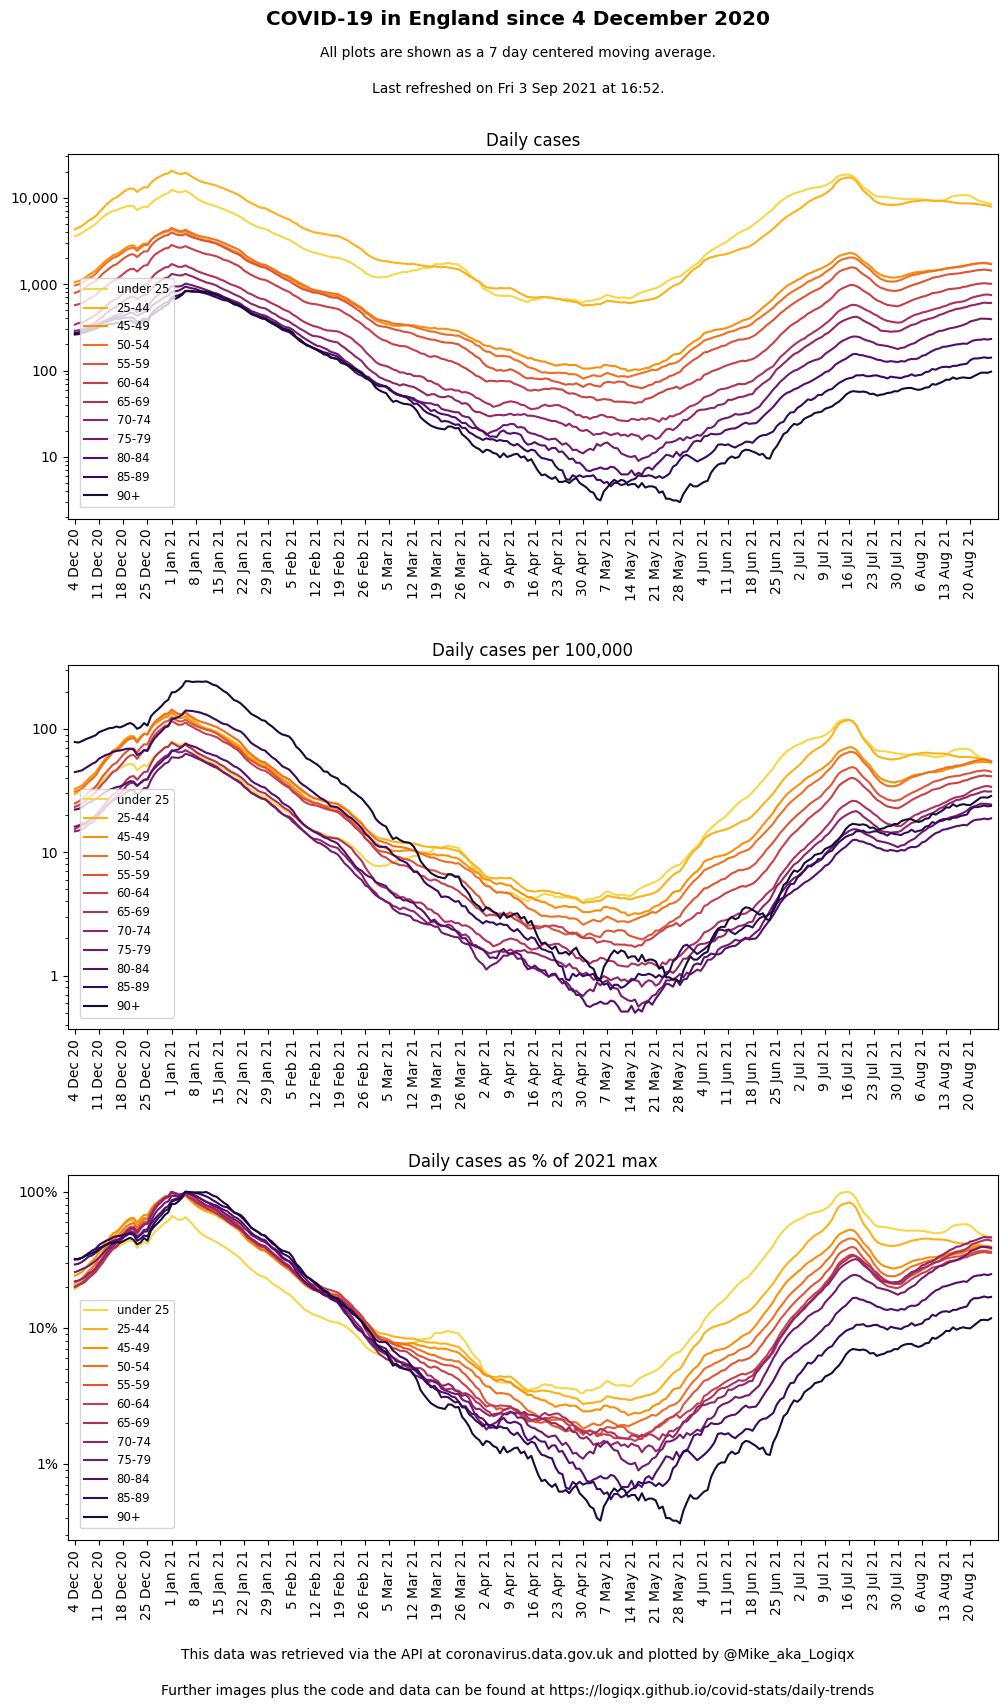 COVID-19 in England since 4 December 2020
All plots are shown as a 7 day centered moving average.
Last refreshed on Fri 3 Sep 2021 at 16:52.
Daily cases
10,000
1,000
100
10
under 25
25-44
45-49
50-54
55-59
60-64
65-69
70-74
75-79
80-84
85-89
90+
4 Dec 20
11 Dec 20
18 Dec 20
25 Dec 20
1 Jan 21
8 Jan 21
15 Jan 21
22 Jan 21
29 Jan 21
5 Feb 21
12 Feb 21
19 Feb 21
26 Feb 21
5 Mar 21
12 Mar 21
19 Mar 21
26 Mar 21
2 Apr 21
9 Apr 21
16 Apr 21
23 Apr 21
30 Apr 21
7 May 21
14 May 21
21 May 21
28 May 21
4 Jun 21
11 Jun 21
18 Jun 21
25 Jun 21
2 Jul 21
9 Jul 21
16 Jul 21
23 Jul 21
30 Jul 21
6 Aug 21
13 Aug 21
20 Aug 21
Daily cases per 100,000
100
10
1
under 25
25-44
45-49
50-54
55-59
60-64
65-69
70-74
75-79
80-84
85-89
90+
4 Dec 20
11 Dec 20
18 Dec 20
25 Dec 20
1 Jan 21
8 Jan 21
15 Jan 21
22 Jan 21
29 Jan 21
5 Feb 21
12 Feb 21
19 Feb 21
26 Feb 21
5 Mar 21
12 Mar 21
19 Mar 21
26 Mar 21
2 Apr 21
9 Apr 21
16 Apr 21
23 Apr 21
30 Apr 21
7 May 21
14 May 21
21 May 21
28 May 21
4 Jun 21
11 Jun 21
18 Jun 21
25 Jun 21
2 Jul 21
9 Jul 21
16 Jul 21
23 Jul 21
30 Jul 21
6 Aug 21
13 Aug 21
20 Aug 21
Daily cases as % of 2021 max
100%
10%
1%
under 25
25-44
45-49
50-54
55-59
60-64
65-69
70-74
75-79
80-84
85-89
90+
4 Dec 20
11 Dec 20
18 Dec 20
25 Dec 20
1 Jan 21
8 Jan 21
15 Jan 21
22 Jan 21
29 Jan 21
5 Feb 21
12 Feb 21
19 Feb 21
26 Feb 21
5 Mar 21
12 Mar 21
19 Mar 21
26 Mar 21
2 Apr 21
9 Apr 21
16 Apr 21
23 Apr 21
30 Apr 21
7 May 21
14 May 21
21 May 21
28 May 21
4 Jun 21
11 Jun 21
18 Jun 21
25 Jun 21
2 Jul 21
9 Jul 21
16 Jul 21
23 Jul 21
30 Jul 21
6 Aug 21
13 Aug 21
20 Aug 21
This data was retrieved via the API at coronavirus.data.gov.uk and plotted by @Mike_aka_Logiqx
Further images plus the code and data can be found at https://logiqx.github.io/covid-stats/daily-trends